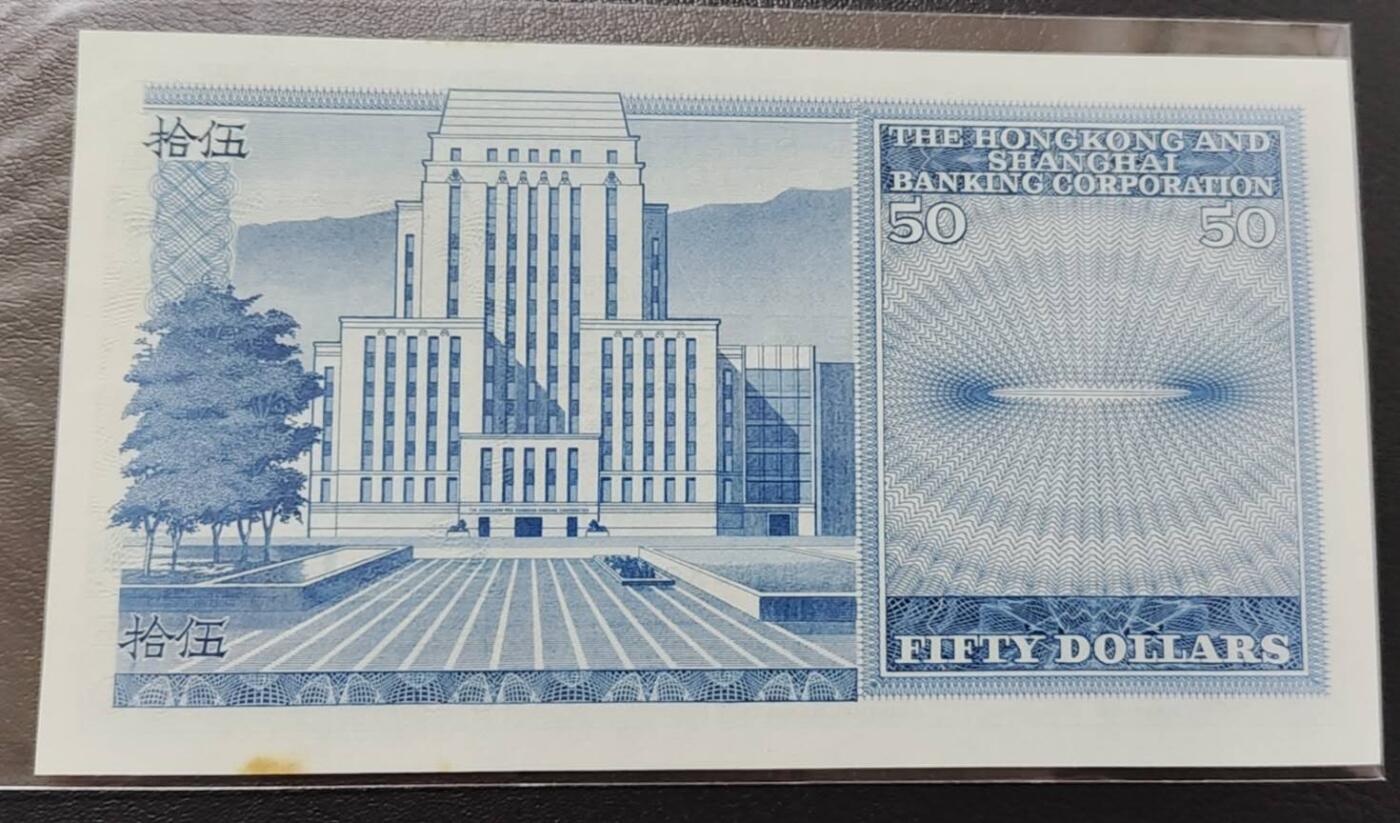 拾伍
THE HONGKONG AND
SHANGHAI
BANKING CORPORATION
50 50
拾伍
FIFTY DOLLARS